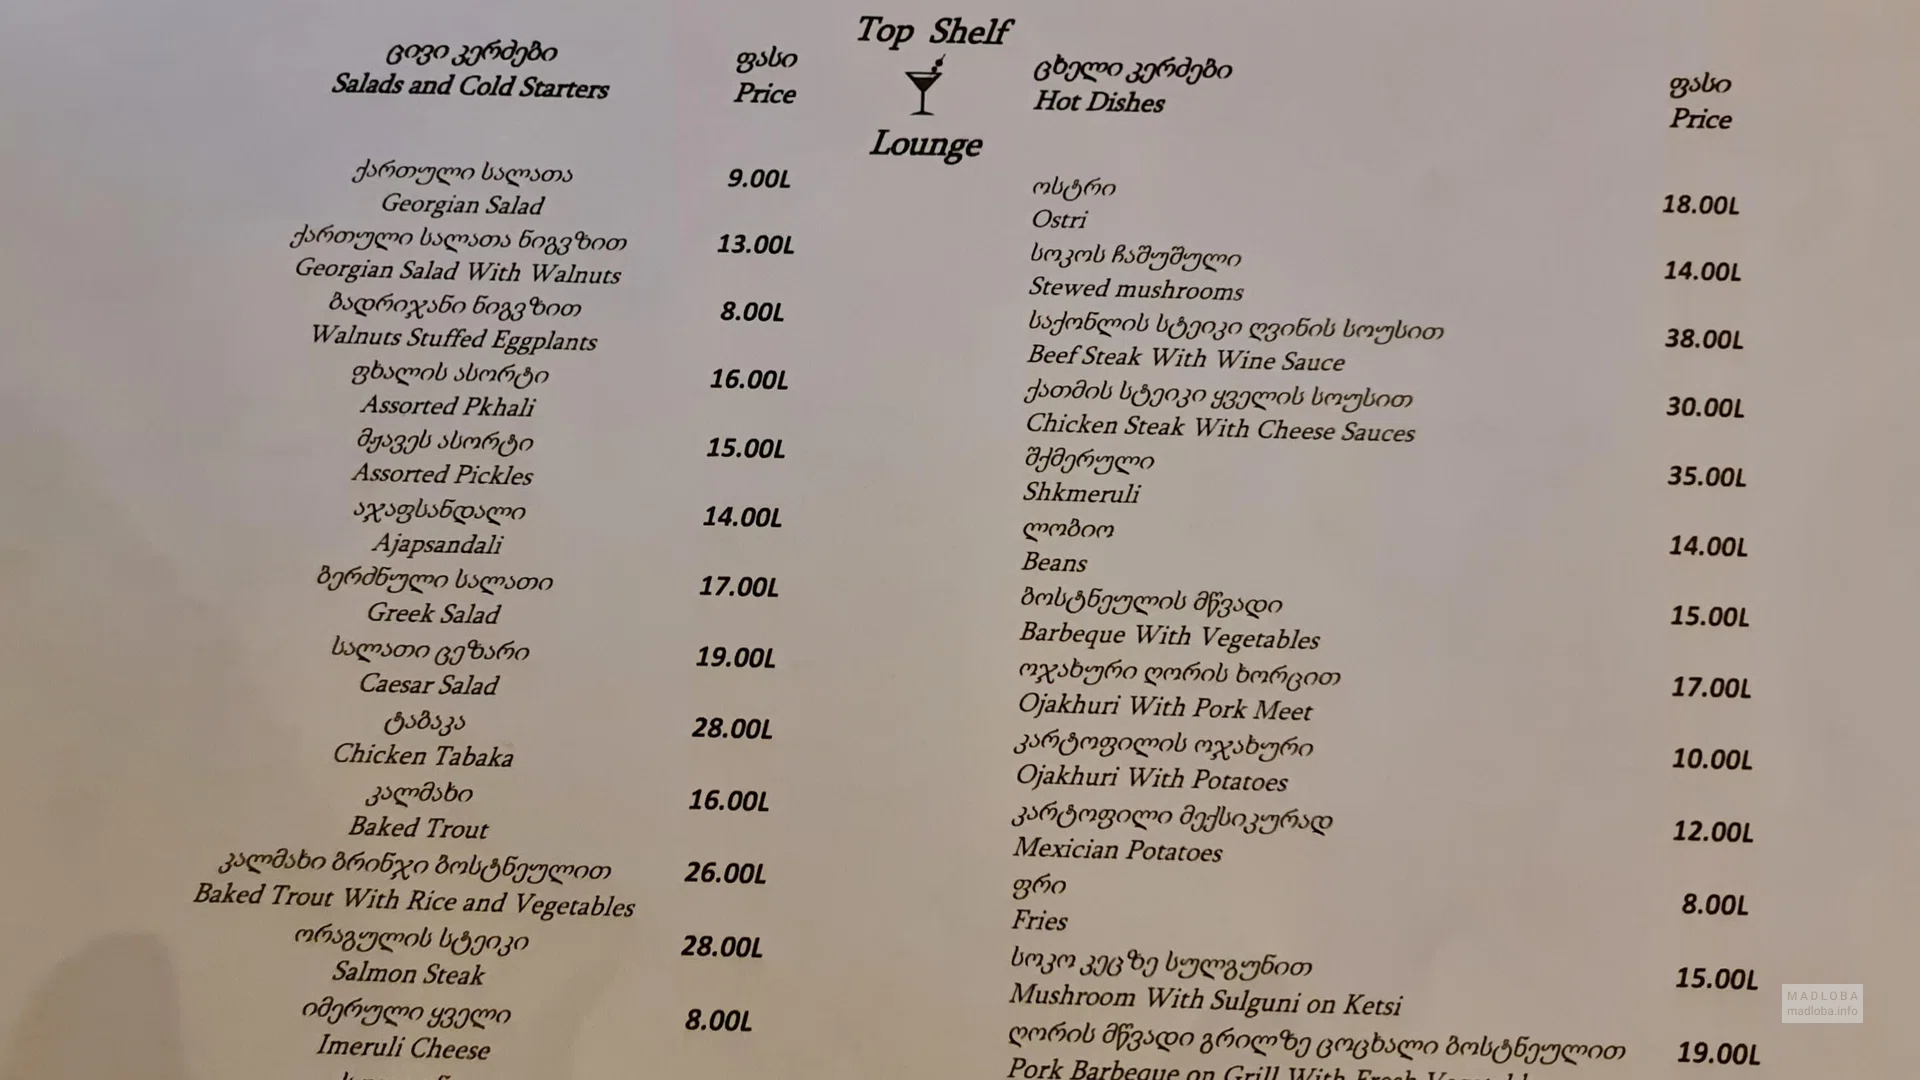 Top Shelf
Lounge
ცივი კერძები
Salads and Cold Starters
ფასი
Price
ქართული სალათა
9.00L
Georgian Salad
ქართული სალათა ნიგვზით
13.00L
Georgian Salad With Walnuts
ბადრიჯანი ნიგვზით
8.00L
Walnuts Stuffed Eggplants
ფხალის ასორტი
16.00L
Assorted Pkhali
მჟავეს ასორტი
15.00L
Assorted Pickles
აჯაფსანდალი
14.00L
Ajapsandali
ბერძნული სალათი
17.00L
Greek Salad
სალათი ცეზარი
19.00L
Caesar Salad
ტაბაკა
28.00L
Chicken Tabaka
კალმახი
16.00L
Baked Trout
კალმახი ბრინჯი ბოსტნეულით
26.00L
Baked Trout With Rice and Vegetables
ორაგულის სტეიკი
28.00L
Salmon Steak
იმერული ყველი
8.00L
Imeruli Cheese
ცხელი კერძები
Hot Dishes
ფასი
Price
ოსტრი
18.00L
Ostri
სოკოს ჩაშუშული
14.00L
Stewed mushrooms
საქონლის სტეიკი ღვინის სოუსით
38.00L
Beef Steak With Wine Sauce
ქათმის სტეიკი ყველის სოუსით
30.00L
Chicken Steak With Cheese Sauces
შქმერული
35.00L
Shkmeruli
ლობიო
14.00L
Beans
ბოსტნეულის მწვადი
15.00L
Barbeque With Vegetables
ოჯახური ღორის ხორცით
17.00L
Ojakhuri With Pork Meet
კარტოფილის ოჯახური
10.00L
Ojakhuri With Potatoes
კარტოფილი მექსიკურად
12.00L
Mexician Potatoes
ფრი
8.00L
Fries
სოკო კეცზე სულგუნით
15.00L
Mushroom With Sulguni on Ketsi
ღორის მწვადი გრილზე ცოცხალი ბოსტნეულით
19.00L
Pork Barbeque on Grill With Fresh
MADLOBA
madloba.info